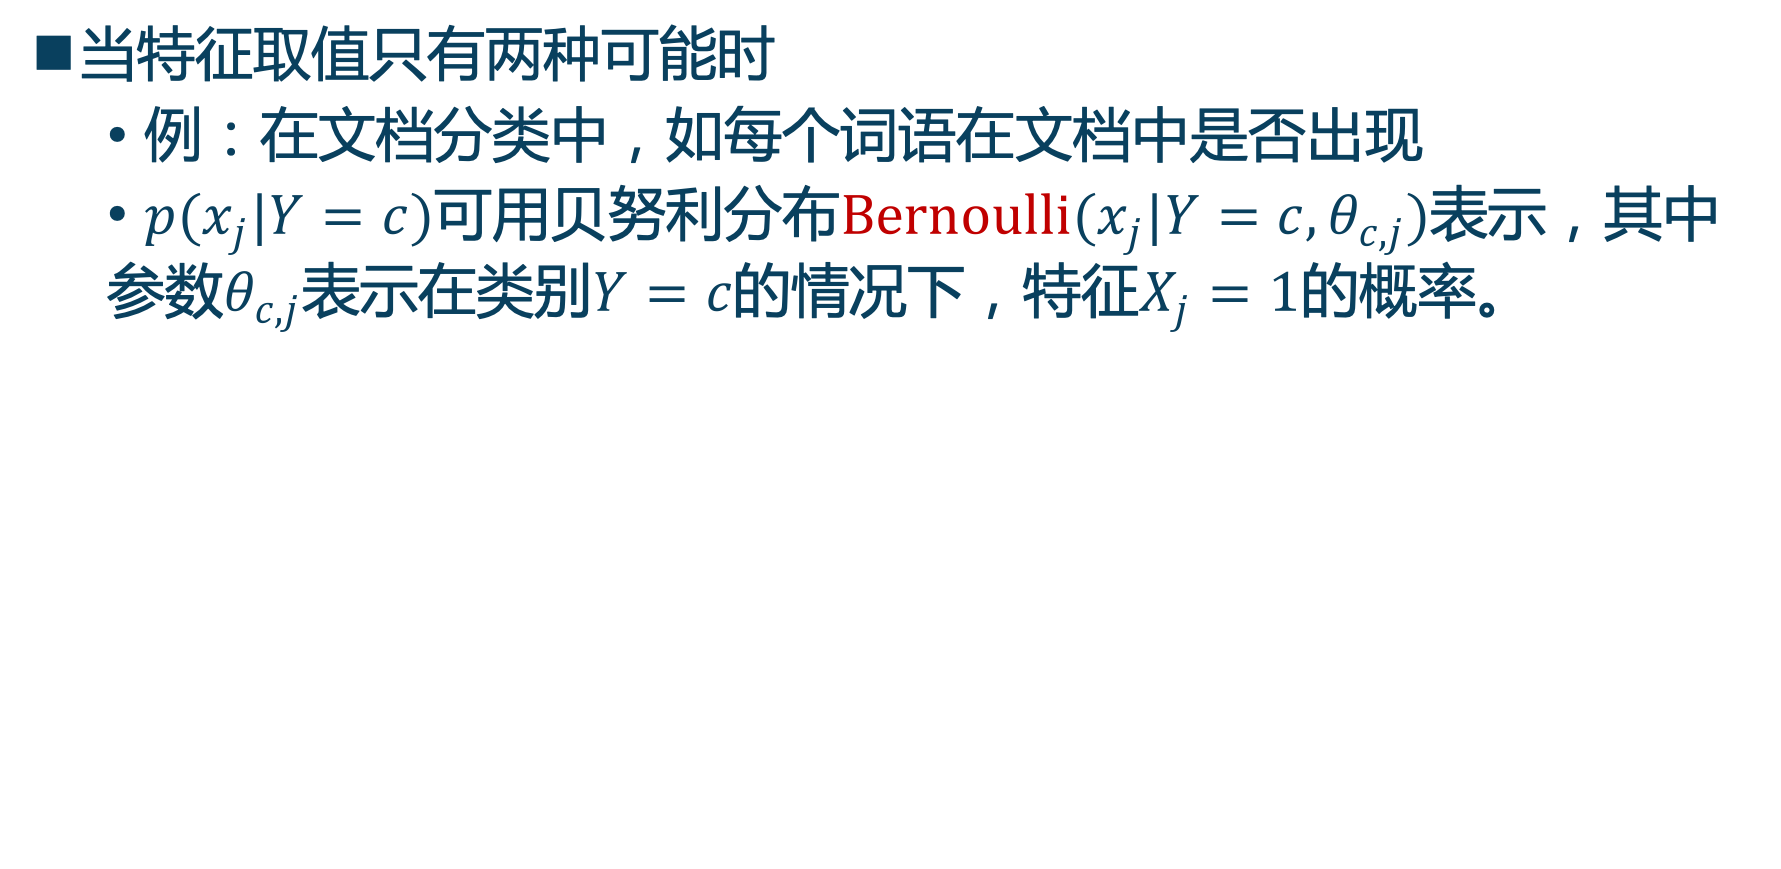 ■当特征取值只有两种可能时
• 例：在文档分类中，如每个词语在文档中是否出现
• p(x_j|Y = c)可用贝努利分布Bernoulli(x_j|Y = c, θ_{c,j})表示，其中
参数θ_{c,j}表示在类别Y = c的情况下，特征X_j = 1的概率。